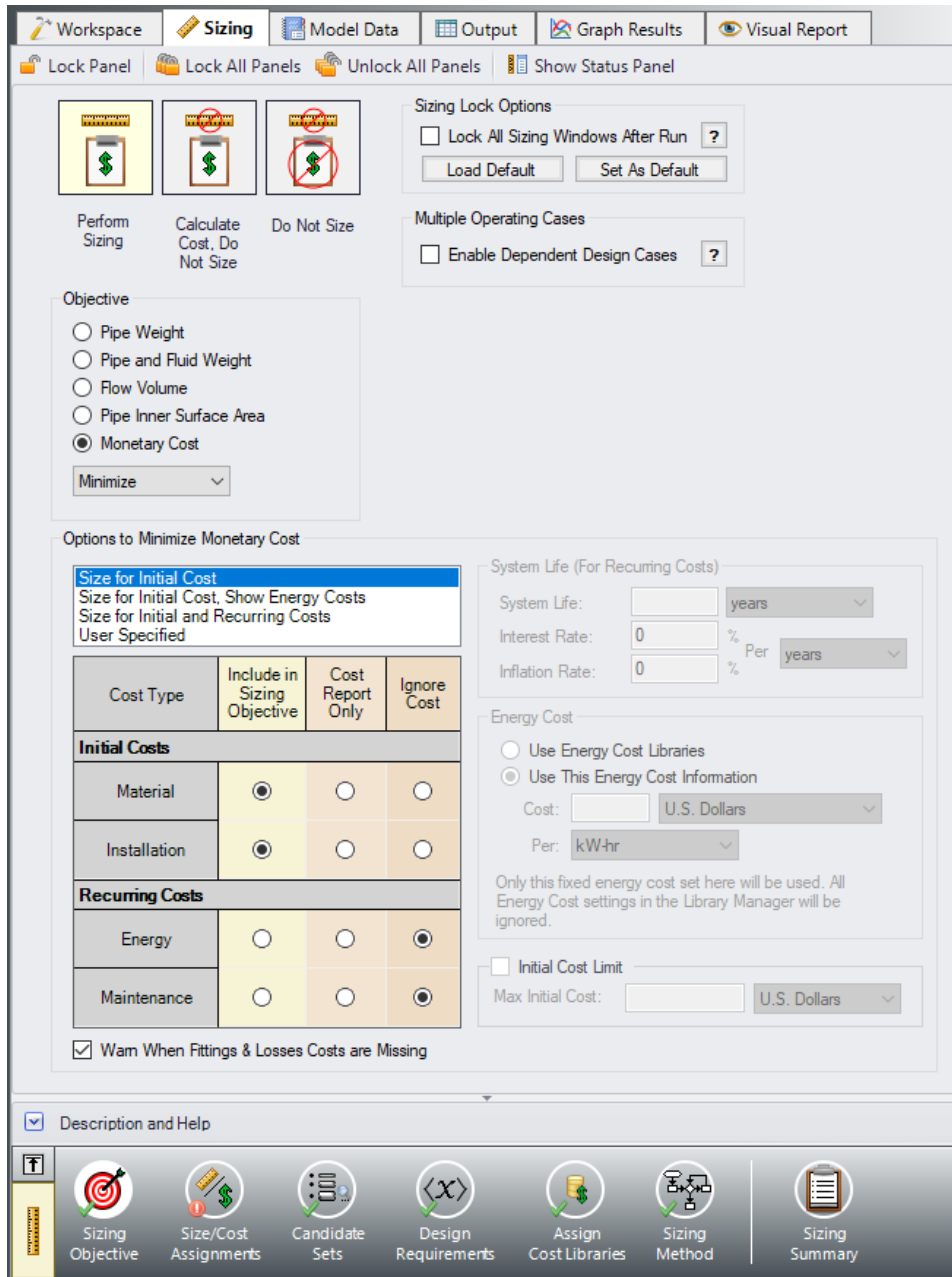 Workspace
Sizing
Model Data
Output
Graph Results
Visual Report
Lock Panel
Lock All Panels
Unlock All Panels
Show Status Panel
$
$
$
Perform
Sizing
Calculate
Cost, Do
Not Size
Do Not Size
Sizing Lock Options
Lock All Sizing Windows After Run
?
Load Default
Set As Default
Multiple Operating Cases
Enable Dependent Design Cases
?
Objective
Pipe Weight
Pipe and Fluid Weight
Flow Volume
Pipe Inner Surface Area
Monetary Cost
Minimize
Options to Minimize Monetary Cost
Size for Initial Cost
Size for Initial Cost, Show Energy Costs
Size for Initial and Recurring Costs
User Specified
Cost Type
Include in
Sizing
Objective
Cost
Report
Only
Ignore
Cost
Initial Costs
Material
Installation
Recurring Costs
Energy
Maintenance
Warn When Fittings & Losses Costs are Missing
System Life (For Recurring Costs)
System Life:
years
Interest Rate:
0
%
Inflation Rate:
0
%
Per
years
Energy Cost
Use Energy Cost Libraries
Use This Energy Cost Information
Cost:
U.S. Dollars
Per:
kW-hr
Only this fixed energy cost set here will be used. All
Energy Cost settings in the Library Manager will be
ignored.
Initial Cost Limit
Max Initial Cost:
U.S. Dollars
Description and Help
Sizing
Objective
$
Size/Cost
Assignments
Candidate
Sets
(x)
Design
Requirements
$
Assign
Cost Libraries
Sizing
Method
Sizing
Summary